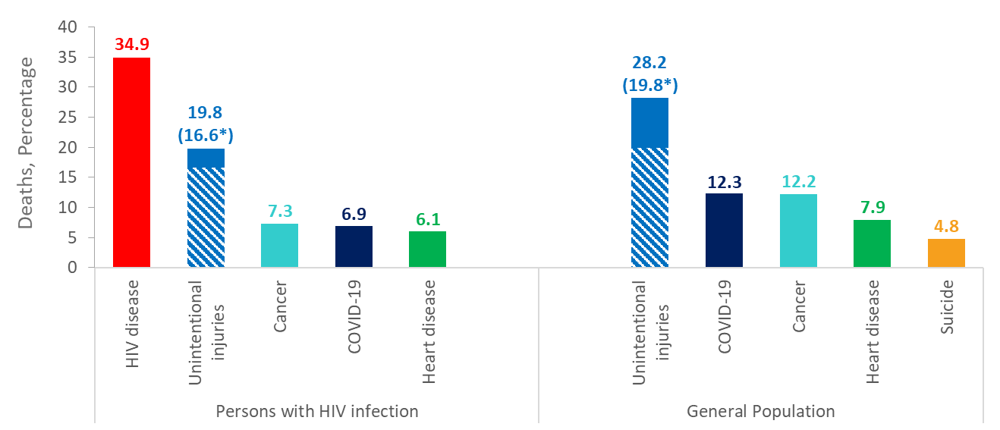 Deaths, Percentage
40
35
30
25
20
15
10
5
0
34.9
19.8
(16.6*)
7.3
6.9
6.1
28.2
(19.8*)
12.3
12.2
7.9
4.8
HIV disease
Unintentional
injuries
Cancer
COVID-19
Heart disease
Unintentional
injuries
COVID-19
Cancer
Heart disease
Suicide
Persons with HIV infection
General Population